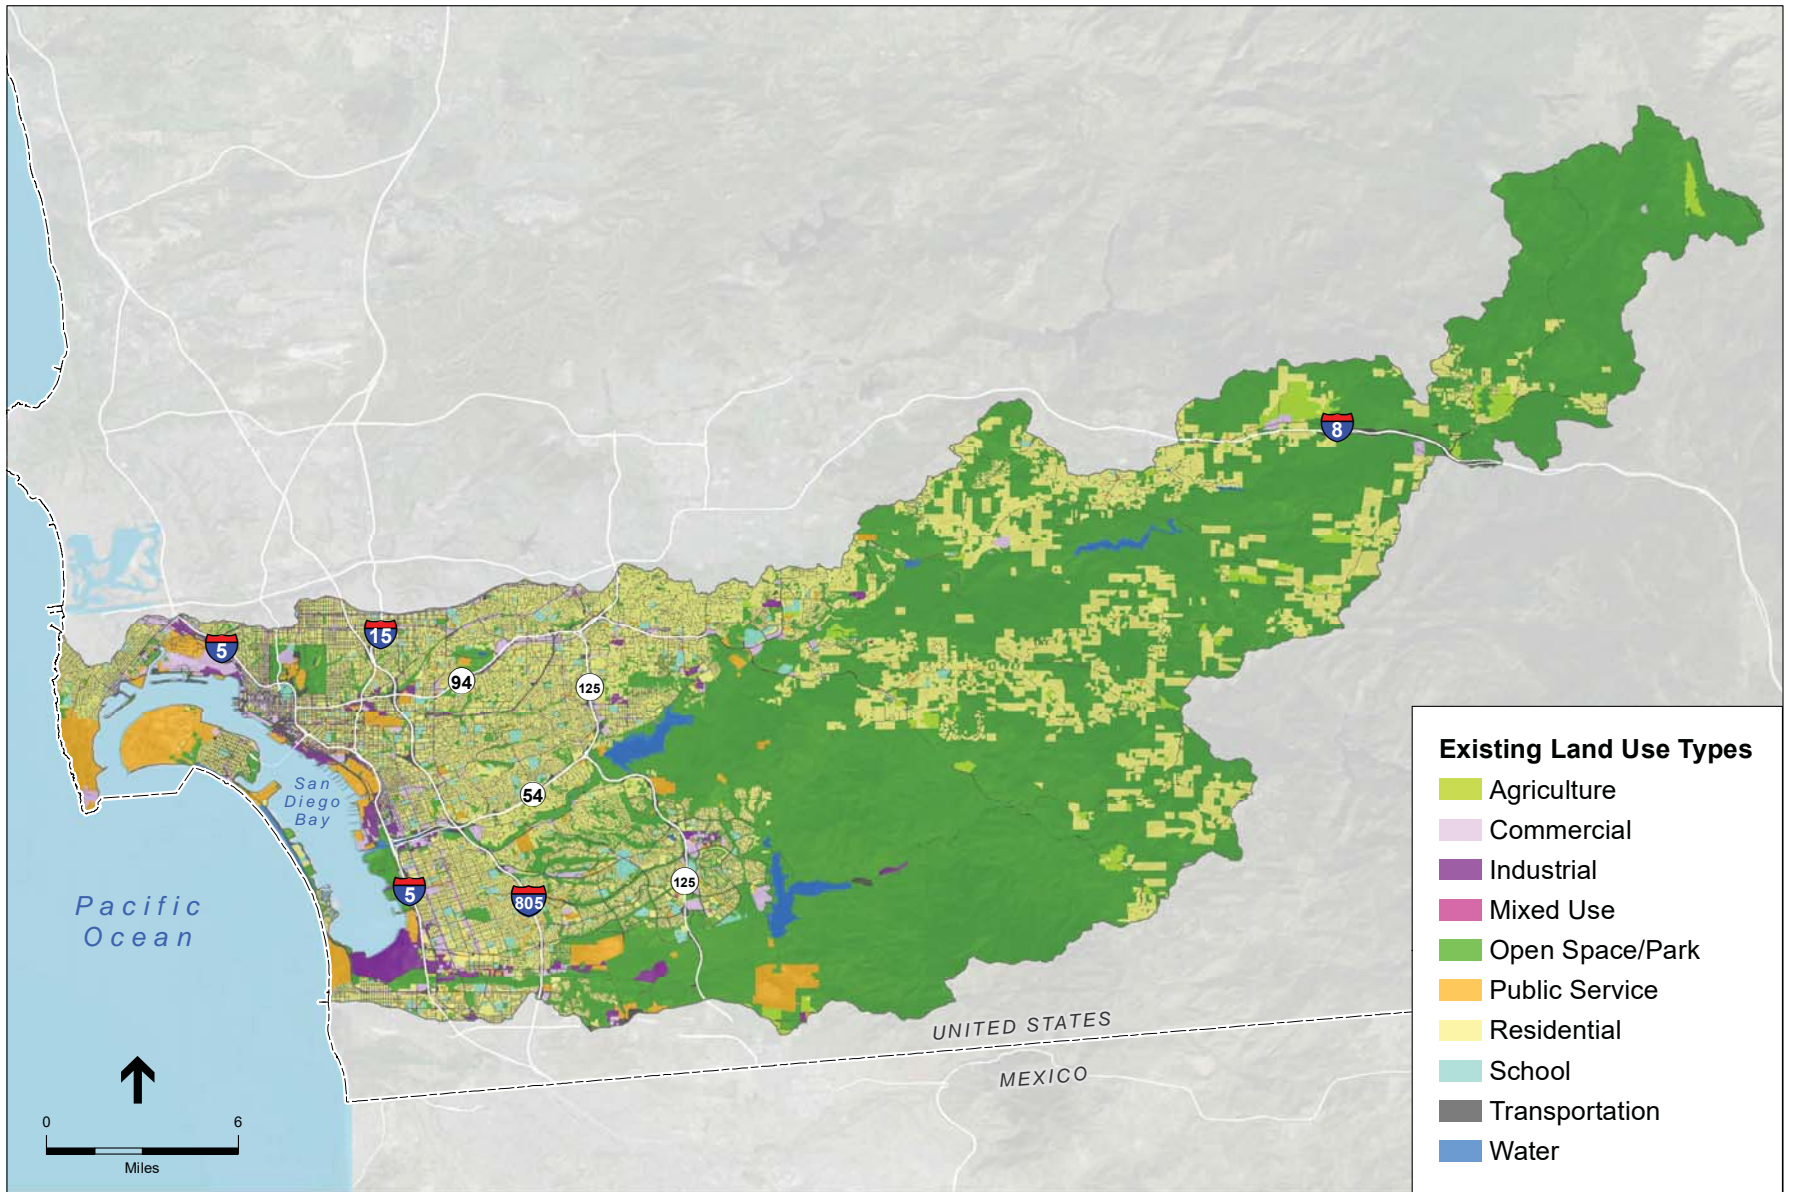 8
15
5
94
125
San
Diego
Bay
54
125
5
805
Pacific
Ocean
UNITED STATES
MEXICO
0 6
Miles
Existing Land Use Types
Agriculture
Commercial
Industrial
Mixed Use
Open Space/Park
Public Service
Residential
School
Transportation
Water